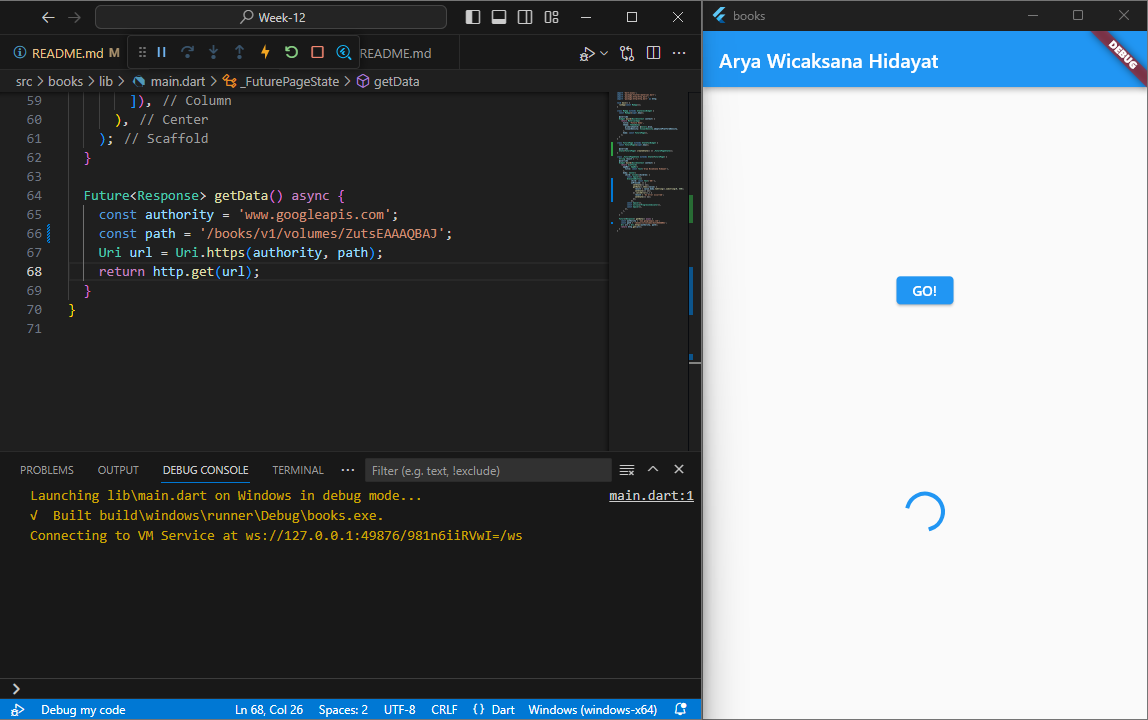 Week-12
README.md M
README.md
src > books > lib > main.dart > _FuturePageState > getData
59 ]), // Column
60 ), // Center
61 ); // Scaffold
62 }
63
64 Future<Response> getData() async {
65 const authority = 'www.googleapis.com';
66 const path = '/books/v1/volumes/ZutsEAAAQBAJ';
67 Uri url = Uri.https(authority, path);
68 return http.get(url);
69 }
70 }
71
PROBLEMS OUTPUT DEBUG CONSOLE TERMINAL ··· Filter (e.g. text, !exclude)
Launching lib\main.dart on Windows in debug mode... main.dart:1
√ Built build\windows\runner\Debug\books.exe.
Connecting to VM Service at ws://127.0.0.1:49876/981n6iiRVwI=/ws
Debug my code Ln 68, Col 26 Spaces: 2 UTF-8 CRLF {} Dart Windows (windows-x64)
books
Arya Wicaksana Hidayat
DEBUG
GO!